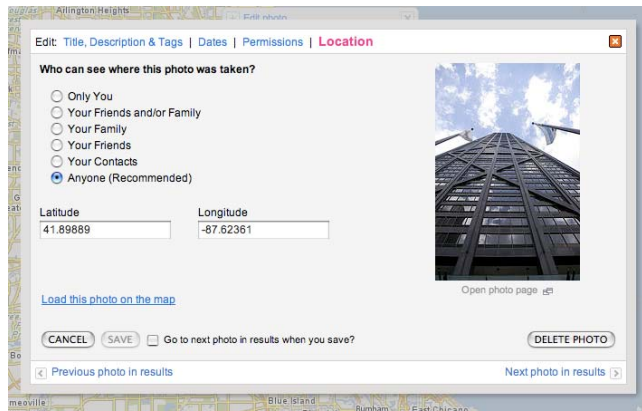 Arlington Heights
Edit photo
Edit: Title, Description & Tags | Dates | Permissions | Location
Who can see where this photo was taken?
Only You
Your Friends and/or Family
Your Family
Your Friends
Your Contacts
Anyone (Recommended)
Latitude Longitude
41.89889 -87.62361
Open photo page
Load this photo on the map
CANCEL SAVE Go to next photo in results when you save? DELETE PHOTO
Previous photo in results Next photo in results
Blue Island
Burnham East Chicago